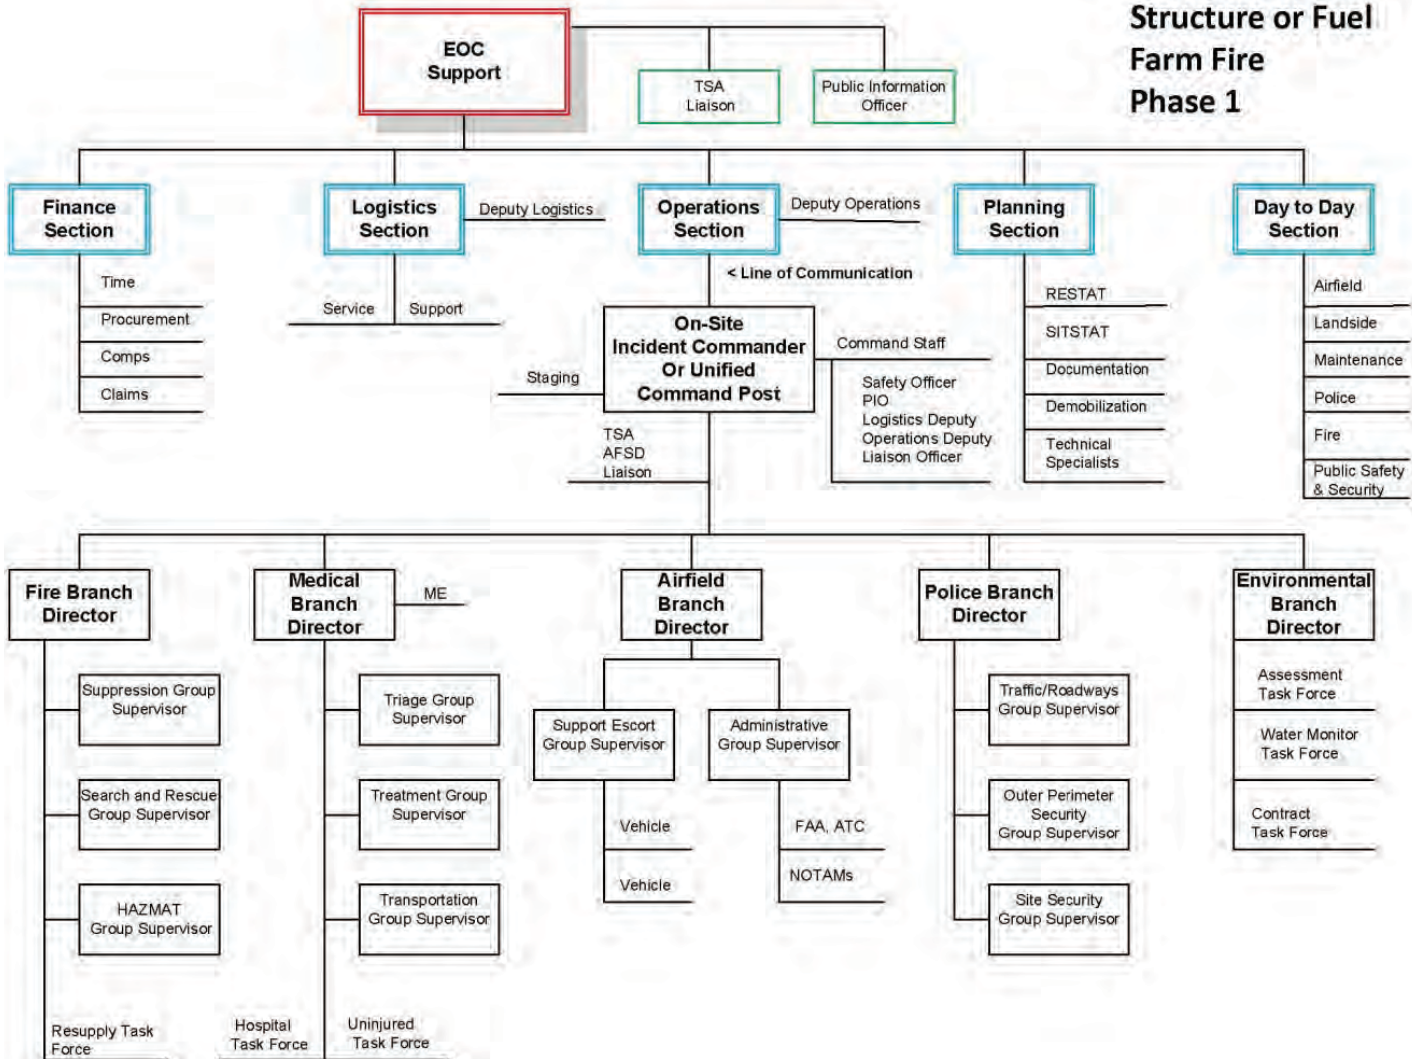 Structure or Fuel
Farm Fire
Phase 1
EOC
Support
TSA
Liaison
Public Information
Officer
Finance
Section
Logistics
Section
Deputy Logistics
Operations
Section
Deputy Operations
Planning
Section
Day to Day
Section
< Line of Communication
Time
Procurement
Comps
Claims
Service
Support
On-Site
Incident Commander
Or Unified
Command Post
Staging
TSA
AFSD
Liaison
Command Staff
Safety Officer
PIO
Logistics Deputy
Operations Deputy
Liaison Officer
RESTAT
SITSTAT
Documentation
Demobilization
Technical
Specialists
Airfield
Landside
Maintenance
Police
Fire
Public Safety
& Security
Fire Branch
Director
Medical
Branch
Director
ME
Airfield
Branch
Director
Police Branch
Director
Environmental
Branch
Director
Suppression Group
Supervisor
Search and Rescue
Group Supervisor
HAZMAT
Group Supervisor
Resupply Task
Force
Triage Group
Supervisor
Treatment Group
Supervisor
Transportation
Group Supervisor
Hospital
Task Force
Uninjured
Task Force
Support Escort
Group Supervisor
Vehicle
Vehicle
Administrative
Group Supervisor
FAA, ATC
NOTAMs
Traffic/Roadways
Group Supervisor
Outer Perimeter
Security
Group Supervisor
Site Security
Group Supervisor
Assessment
Task Force
Water Monitor
Task Force
Contract
Task Force